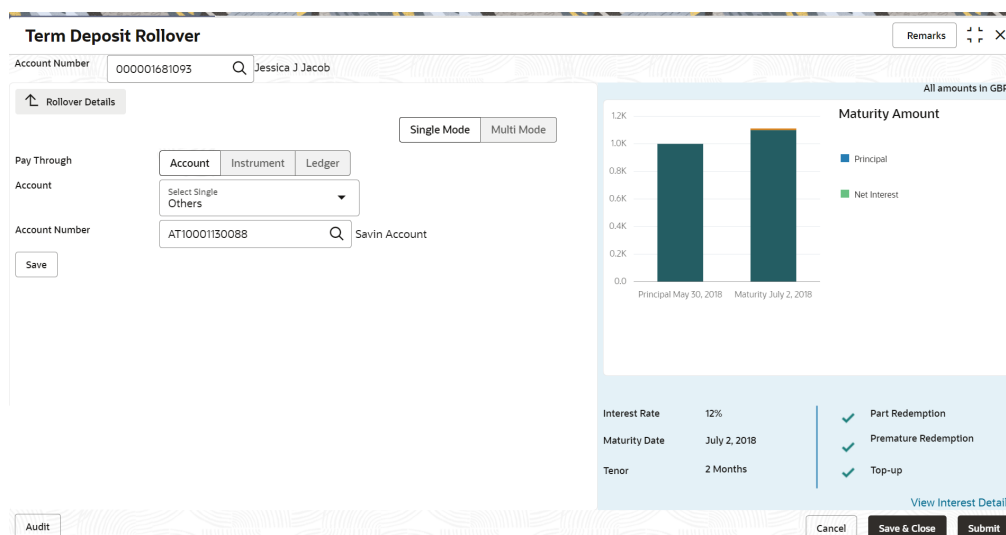 Term Deposit Rollover
Remarks
Account Number
000001681093
Jessica J Jacob
All amounts in GBP
Rollover Details
Single Mode
Multi Mode
Pay Through
Account
Instrument
Ledger
Account
Select Single
Others
Account Number
AT10001130088
Savin Account
Save
Maturity Amount
1.2K
1.0K
0.8K
0.6K
0.4K
0.2K
0.0
Principal May 30, 2018
Maturity July 2, 2018
Principal
Net Interest
Interest Rate
12%
Maturity Date
July 2, 2018
Tenor
2 Months
Part Redemption
Premature Redemption
Top-up
View Interest Detail
Audit
Cancel
Save & Close
Submit